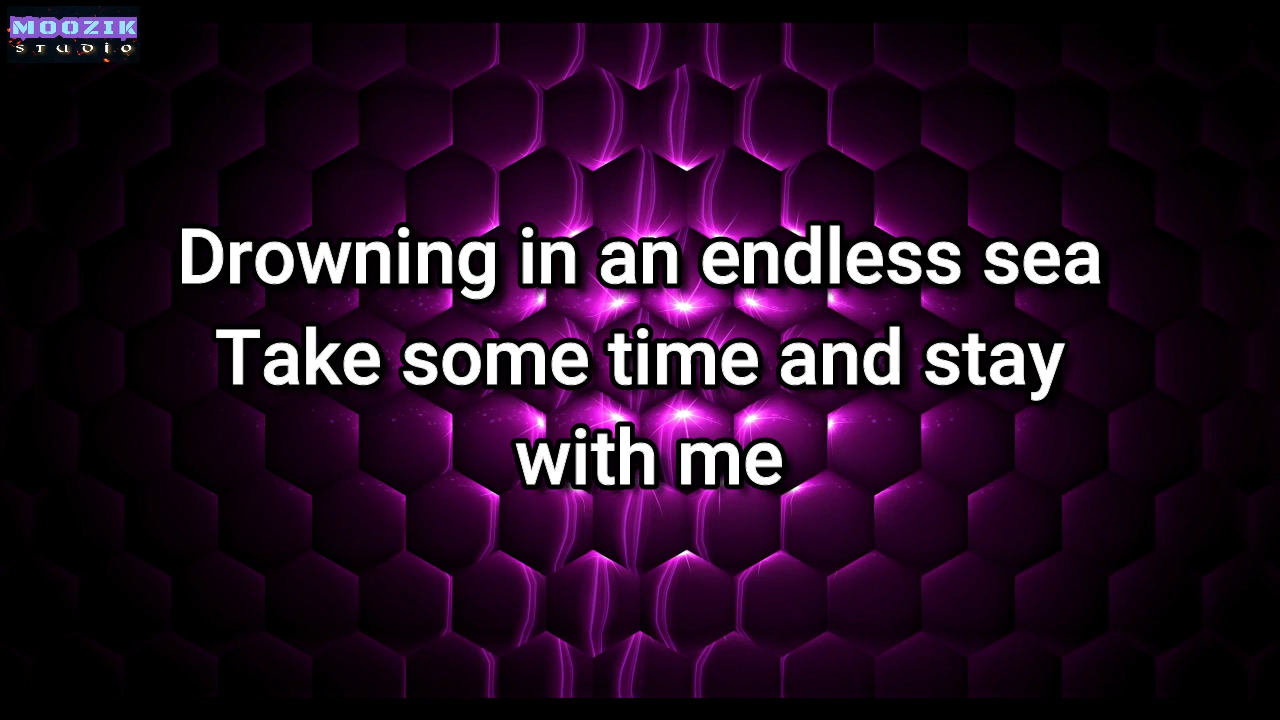 MOOZIK
STUDIO
Drowning in an endless sea
Take some time and stay
with me